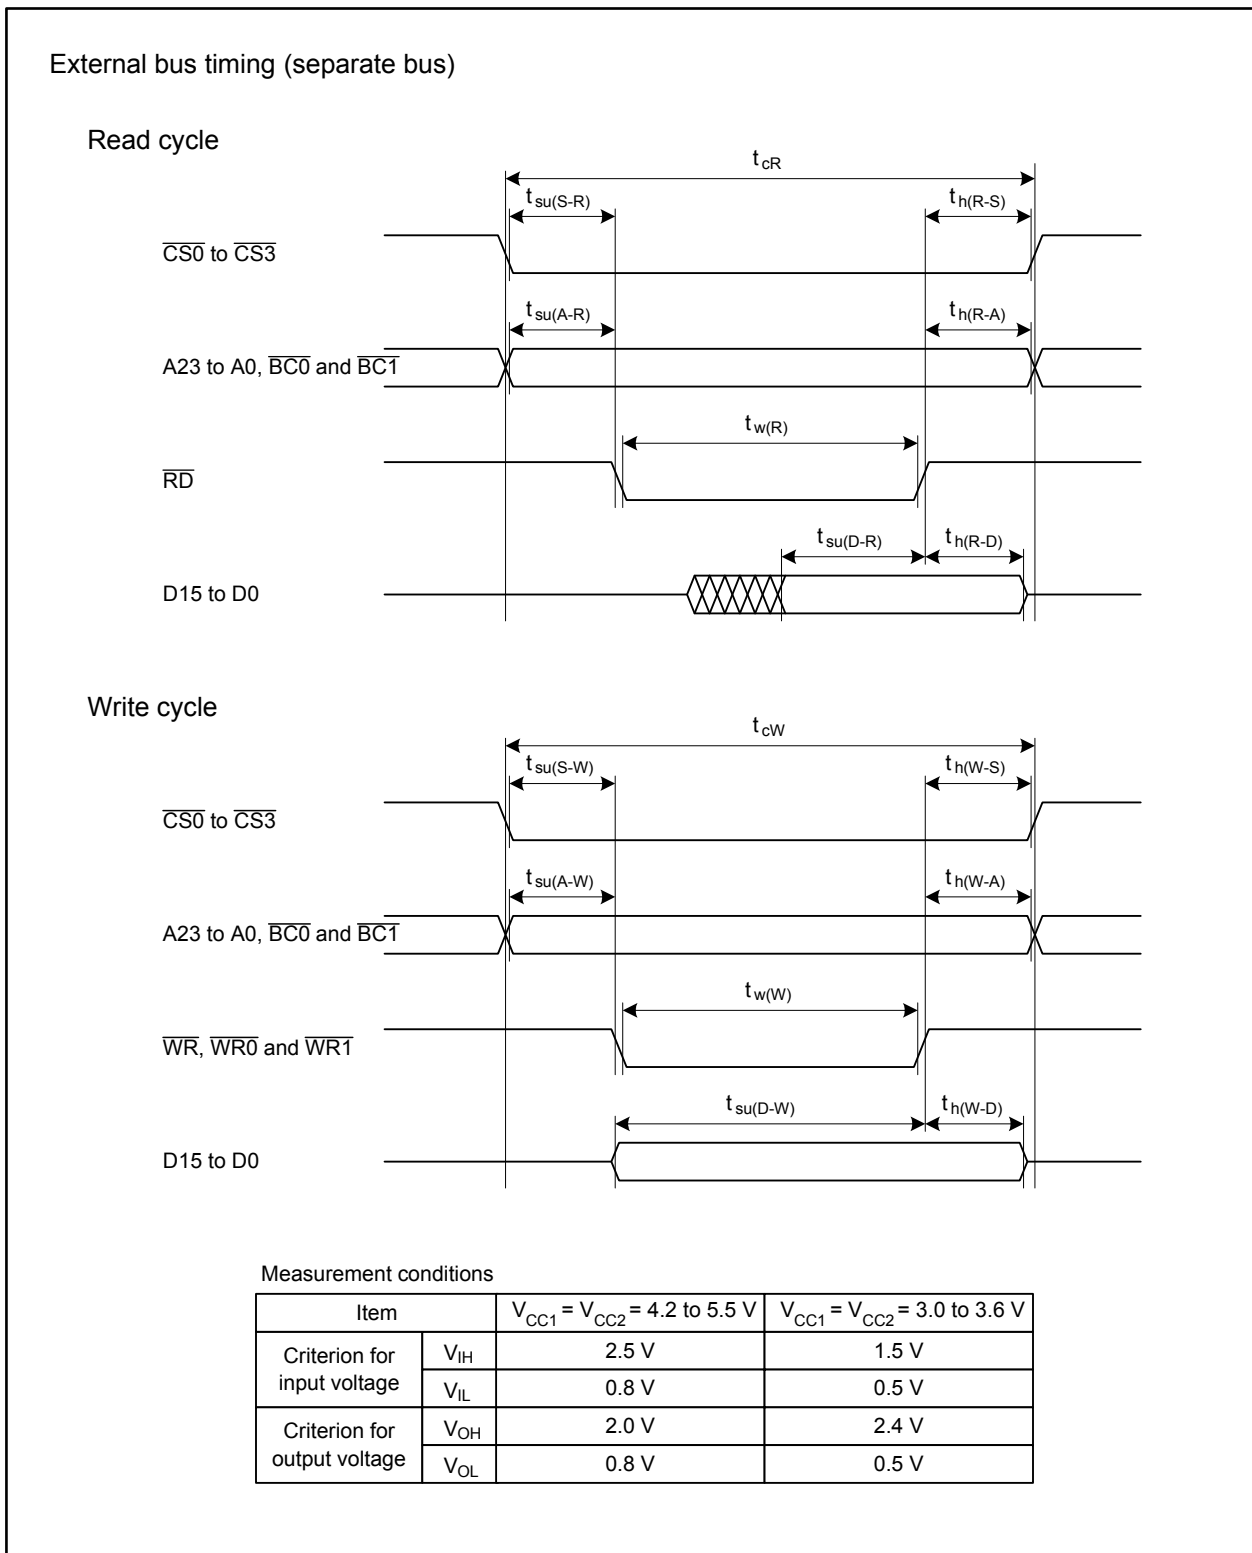 External bus timing (separate bus)
Read cycle
tcR
tsu(S-R) th(R-S)
CS0 to CS3
tsu(A-R) th(R-A)
A23 to A0, BC0 and BC1
tw(R)
RD
tsu(D-R) th(R-D)
D15 to D0
Write cycle
tcW
tsu(S-W) th(W-S)
CS0 to CS3
tsu(A-W) th(W-A)
A23 to A0, BC0 and BC1
tw(W)
WR, WR0 and WR1
tsu(D-W) th(W-D)
D15 to D0
Measurement conditions
Item VCC1 = VCC2 = 4.2 to 5.5 V VCC1 = VCC2 = 3.0 to 3.6 V
Criterion for input voltage VIH 2.5 V 1.5 V
VIL 0.8 V 0.5 V
Criterion for output voltage VOH 2.0 V 2.4 V
VOL 0.8 V 0.5 V